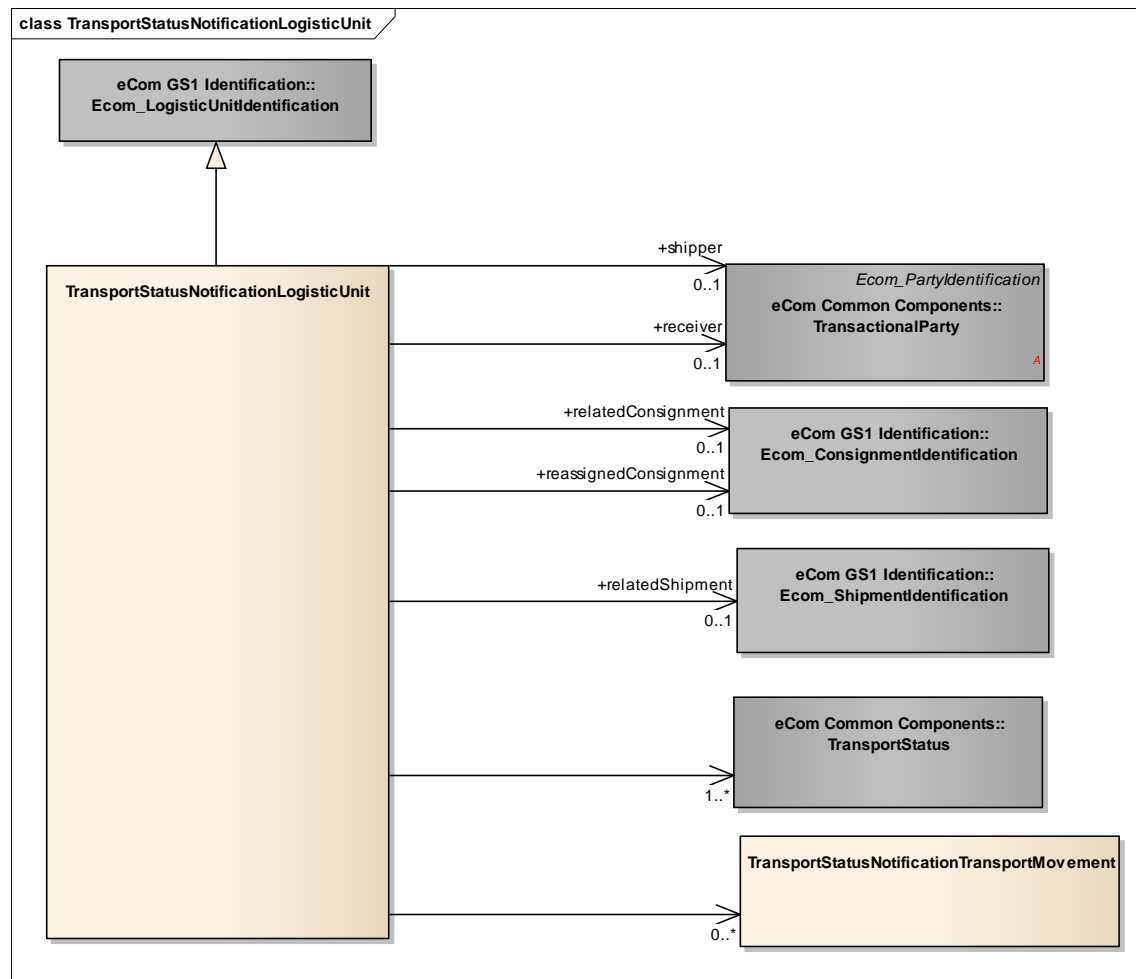 class TransportStatusNotificationLogisticUnit
eCom GS1 Identification::
Ecom_LogisticUnitIdentification
TransportStatusNotificationLogisticUnit
+shipper
0..1
Ecom_PartyIdentification
eCom Common Components::
TransactionalParty
A
+receiver
0..1
+relatedConsignment
0..1
eCom GS1 Identification::
Ecom_ConsignmentIdentification
+reassignedConsignment
0..1
+relatedShipment
0..1
eCom GS1 Identification::
Ecom_ShipmentIdentification
eCom Common Components::
TransportStatus
1..*
TransportStatusNotificationTransportMovement
0..*